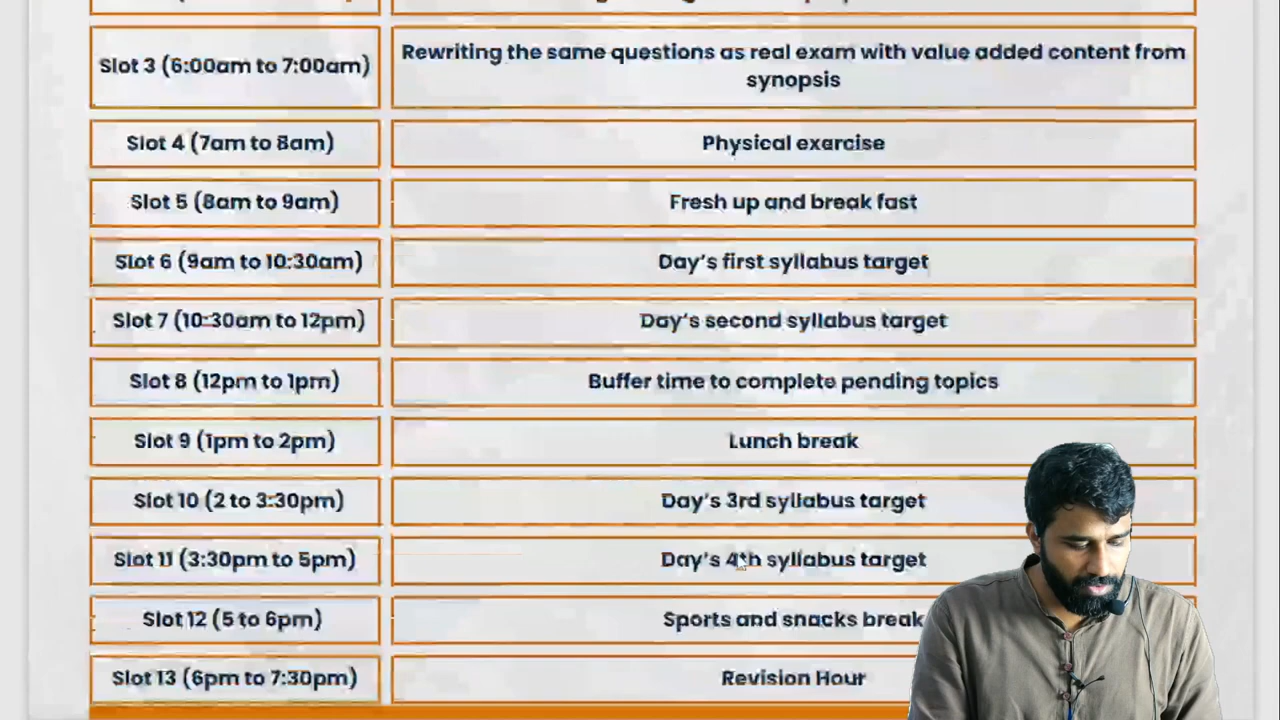 Slot 3 (6:00am to 7:00am)
Rewriting the same questions as real exam with value added content from
synopsis
Slot 4 (7am to 8am)
Physical exercise
Slot 5 (8am to 9am)
Fresh up and break fast
Slot 6 (9am to 10:30am)
Day's first syllabus target
Slot 7 (10:30am to 12pm)
Day's second syllabus target
Slot 8 (12pm to 1pm)
Buffer time to complete pending topics
Slot 9 (1pm to 2pm)
Lunch break
Slot 10 (2 to 3:30pm)
Day's 3rd syllabus target
Slot 11 (3:30pm to 5pm)
Day's 4th syllabus target
Slot 12 (5 to 6pm)
Sports and snacks break
Slot 13 (6pm to 7:30pm)
Revision Hour